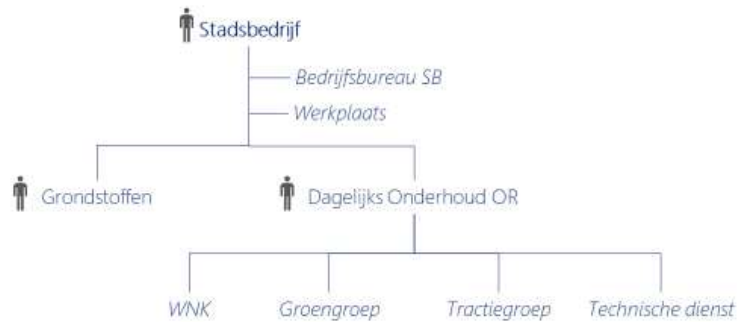 Stadsbedrijf
Bedrijfsbureau SB
Werkplaats
Grondstoffen
Dagelijks Onderhoud OR
WNK
Groengroep
Tractiegroep
Technische dienst